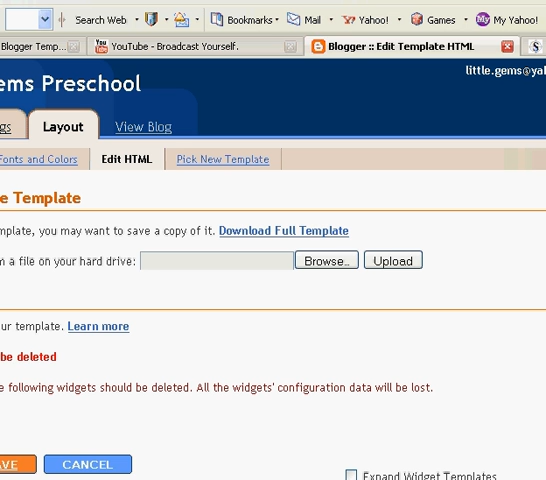 Search Web Bookmarks Mail Yahoo! Games My Yahoo!
Blogger Temp... YouTube - Broadcast Yourself. Blogger :: Edit Template HTML
little.gems@ya
ems Preschool
gs Layout View Blog
Fonts and Colors Edit HTML Pick New Template
e Template
mplate, you may want to save a copy of it. Download Full Template
m a file on your hard drive: Browse... Upload
ur template. Learn more
be deleted
e following widgets should be deleted. All the widgets' configuration data will be lost.
AVE CANCEL
Expand Widget Templates